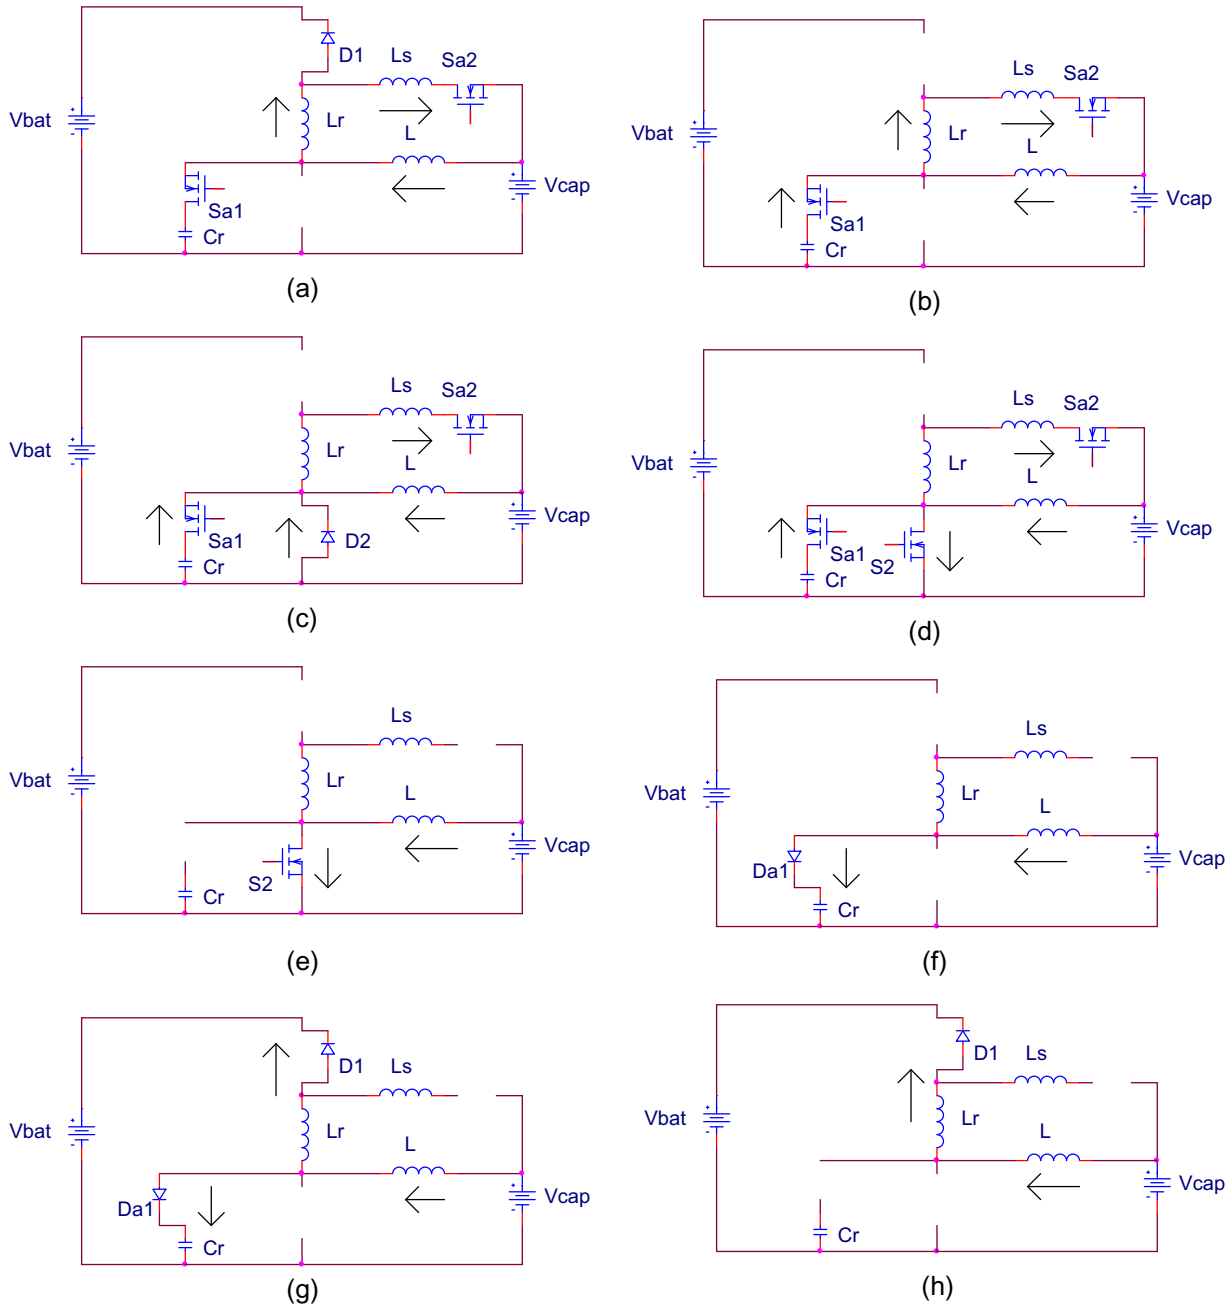 D1
Ls
Sa2
Vbat
Lr
L
Vcap
Sa1
Cr
(a)
Ls
Sa2
Vbat
Lr
L
Vcap
Sa1
Cr
(b)
Ls
Sa2
Vbat
Lr
L
Vcap
Sa1
D2
Cr
(c)
Ls
Sa2
Vbat
Lr
L
Vcap
Sa1
S2
Cr
(d)
Ls
Vbat
Lr
L
Vcap
S2
Cr
(e)
Ls
Vbat
Lr
L
Vcap
Da1
Cr
(f)
D1
Ls
Vbat
Lr
L
Vcap
Da1
Cr
(g)
D1
Ls
Vbat
Lr
L
Vcap
Cr
(h)